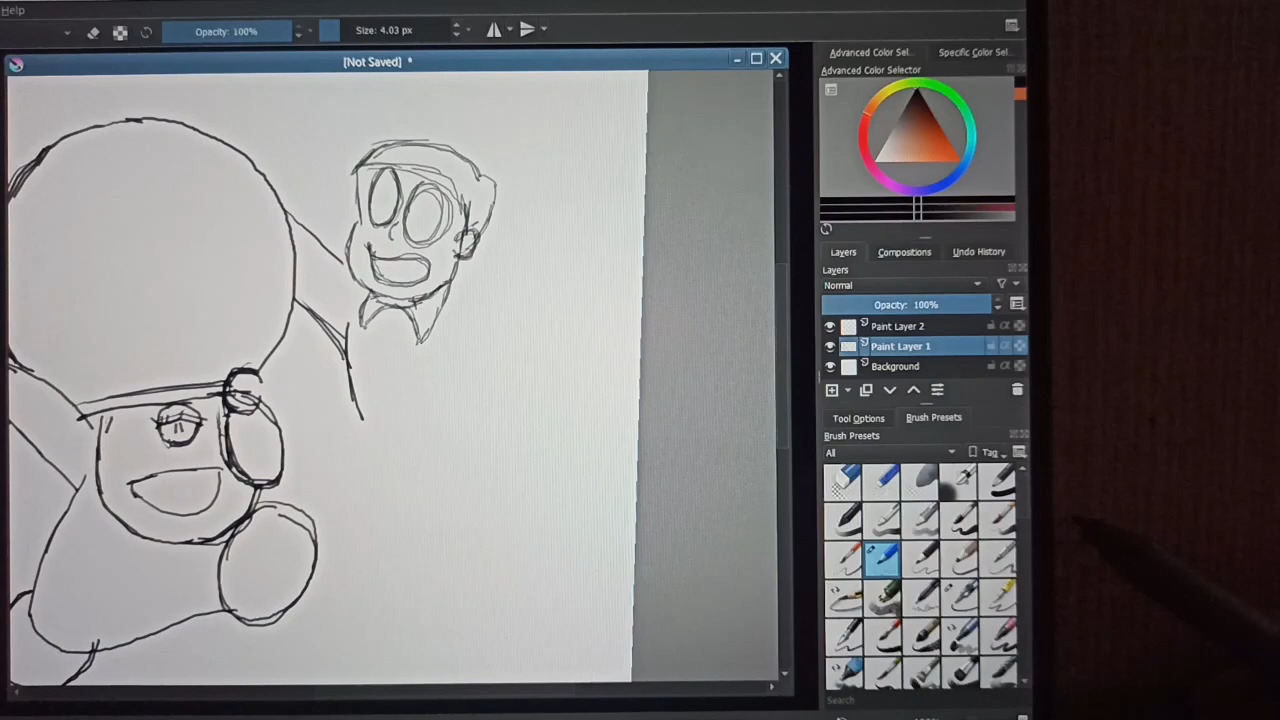 Help
Opacity: 100%
Size: 4.03 px
[Not Saved] *
Advanced Color Sel...
Specific Color Sel...
Advanced Color Selector
Layers
Compositions
Undo History
Layers
Normal
Opacity: 100%
Paint Layer 2
Paint Layer 1
Background
Tool Options
Brush Presets
Brush Presets
All
Tag
Search
100%